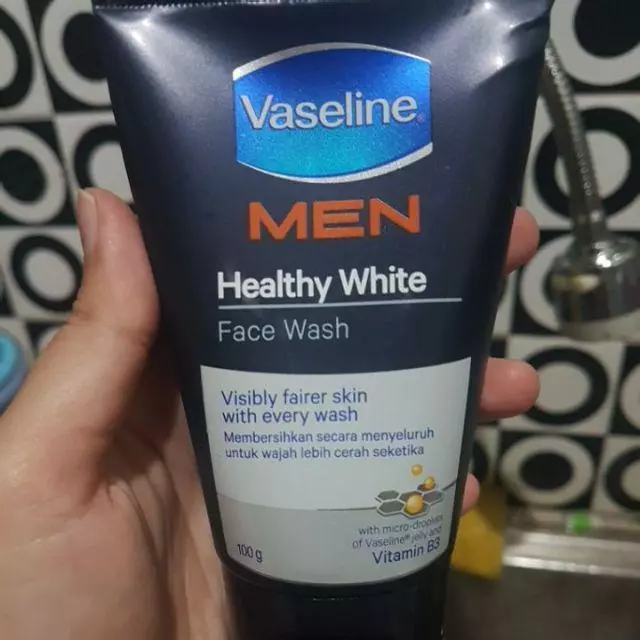 Vaseline®
MEN
Healthy White
Face Wash
Visibly fairer skin
with every wash
Membersihkan secara menyeluruh
untuk wajah lebih cerah seketika
with micro-droplets
of Vaseline® jelly and
Vitamin B3
100 g